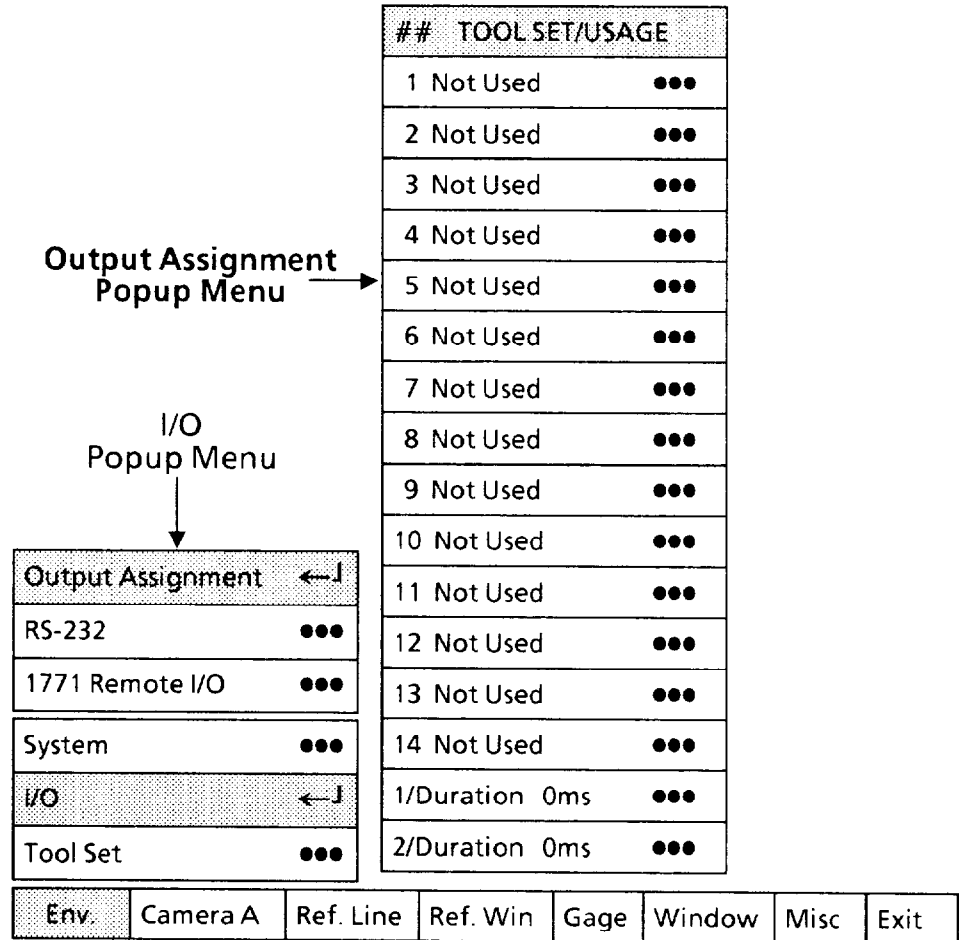 ## TOOL SET/USAGE
1 Not Used •••
2 Not Used •••
3 Not Used •••
4 Not Used •••
5 Not Used •••
6 Not Used •••
7 Not Used •••
8 Not Used •••
9 Not Used •••
10 Not Used •••
11 Not Used •••
12 Not Used •••
13 Not Used •••
14 Not Used •••
1/Duration 0ms •••
2/Duration 0ms •••
Output Assignment
Popup Menu
I/O
Popup Menu
Output Assignment ←┘
RS-232 •••
1771 Remote I/O •••
System •••
I/O ←┘
Tool Set •••
Env. Camera A Ref. Line Ref. Win Gage Window Misc Exit